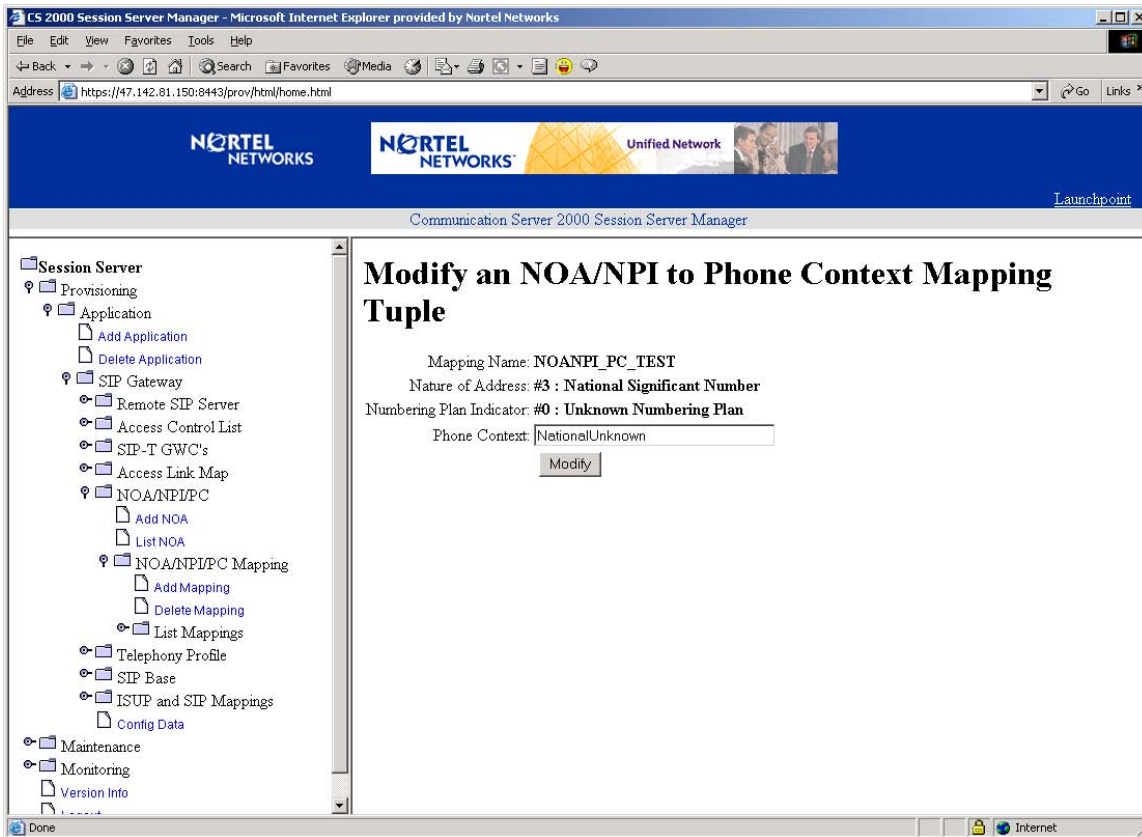 CS 2000 Session Server Manager - Microsoft Internet Explorer provided by Nortel Networks
File Edit View Favorites Tools Help
Back Search Favorites Media
Address https://47.142.81.150:8443/prov/html/home.html Go Links »
NORTEL NETWORKS
NORTEL NETWORKS™ Unified Network
Launchpoint
Communication Server 2000 Session Server Manager
Session Server
Provisioning
Application
Add Application
Delete Application
SIP Gateway
Remote SIP Server
Access Control List
SIP-T GWC's
Access Link Map
NOA/NPI/PC
Add NOA
List NOA
NOA/NPI/PC Mapping
Add Mapping
Delete Mapping
List Mappings
Telephony Profile
SIP Base
ISUP and SIP Mappings
Config Data
Maintenance
Monitoring
Version Info
Modify an NOA/NPI to Phone Context Mapping
Tuple
Mapping Name: NOANPI_PC_TEST
Nature of Address: #3 : National Significant Number
Numbering Plan Indicator: #0 : Unknown Numbering Plan
Phone Context: NationalUnknown
Modify
Done Internet